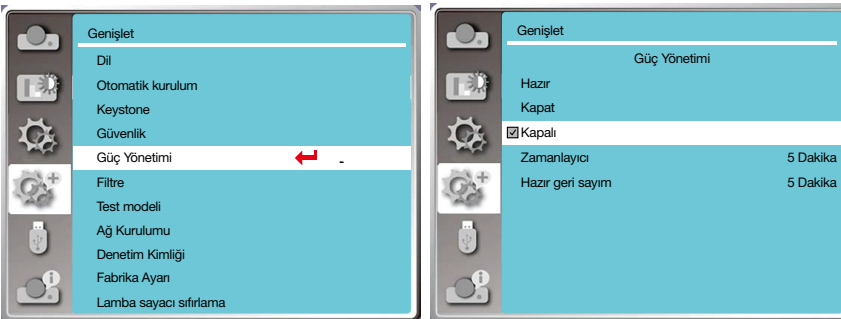 Genişlet
Dil
Otomatik kurulum
Keystone
Güvenlik
Güç Yönetimi
Filtre
Test modeli
Ağ Kurulumu
Denetim Kimliği
Fabrika Ayarı
Lamba sayacı sıfırlama
Genişlet
Güç Yönetimi
Hazır
Kapat
Kapalı
Zamanlayıcı 5 Dakika
Hazır geri sayım 5 Dakika